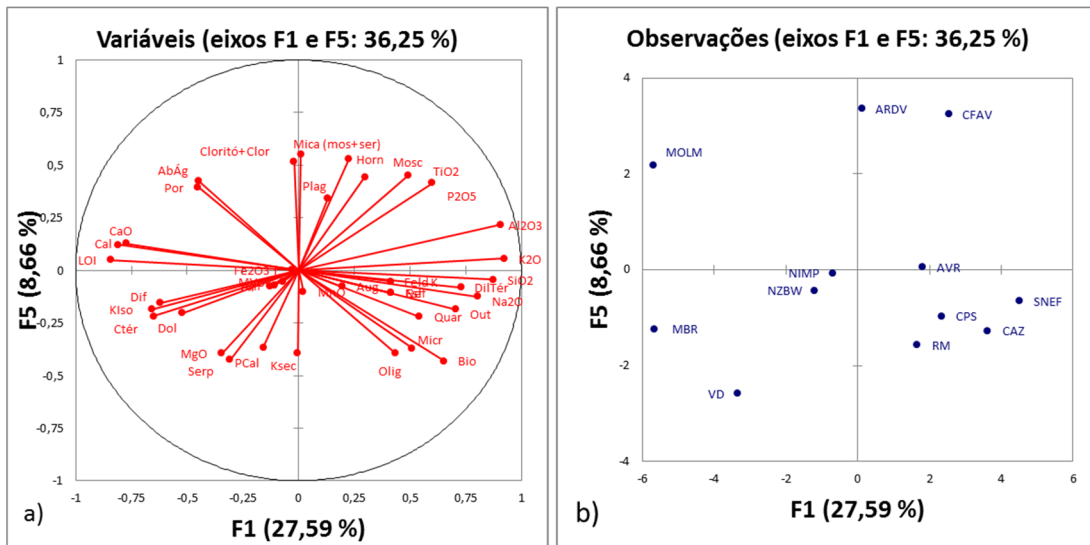 Variáveis (eixos F1 e F5: 36,25 %)
1
0,75
0,5
0,25
0
-0,25
-0,5
-0,75
-1
F5 (8,66 %)
Cloritó+Clor
Mica (mos+ser)
Horn
Mosc
TiO2
P2O5
AbÁg
Por
Plag
Al2O3
CaO
Cal
LOI
K2O
Fe2O3
SiO2
Feld K
DilTér
Na2O
MnO
Aug
Dif
KIso
Ctér
Dol
Quar
Out
MgO
Serp
PCal
Ksec
Micr
Olig
Bio
-1
-0,75
-0,5
-0,25
0
0,25
0,5
0,75
1
a)
F1 (27,59 %)
Observações (eixos F1 e F5: 36,25 %)
4
2
0
-2
-4
F5 (8,66 %)
ARDV
CFAV
MOLM
NIMP
AVR
NZBW
SNEF
MBR
CPS
CAZ
RM
VD
-6
-4
-2
0
2
4
6
b)
F1 (27,59 %)